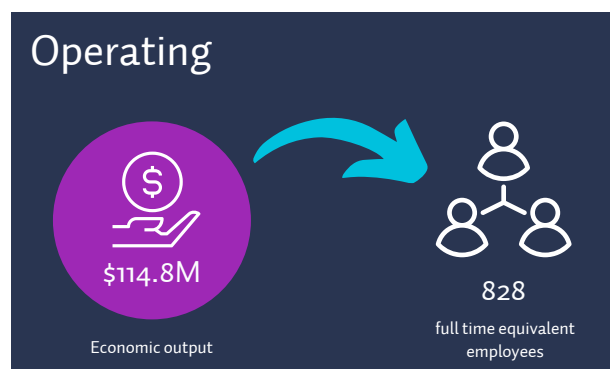 Operating
$
$114.8M
Economic output
828
full time equivalent
employees